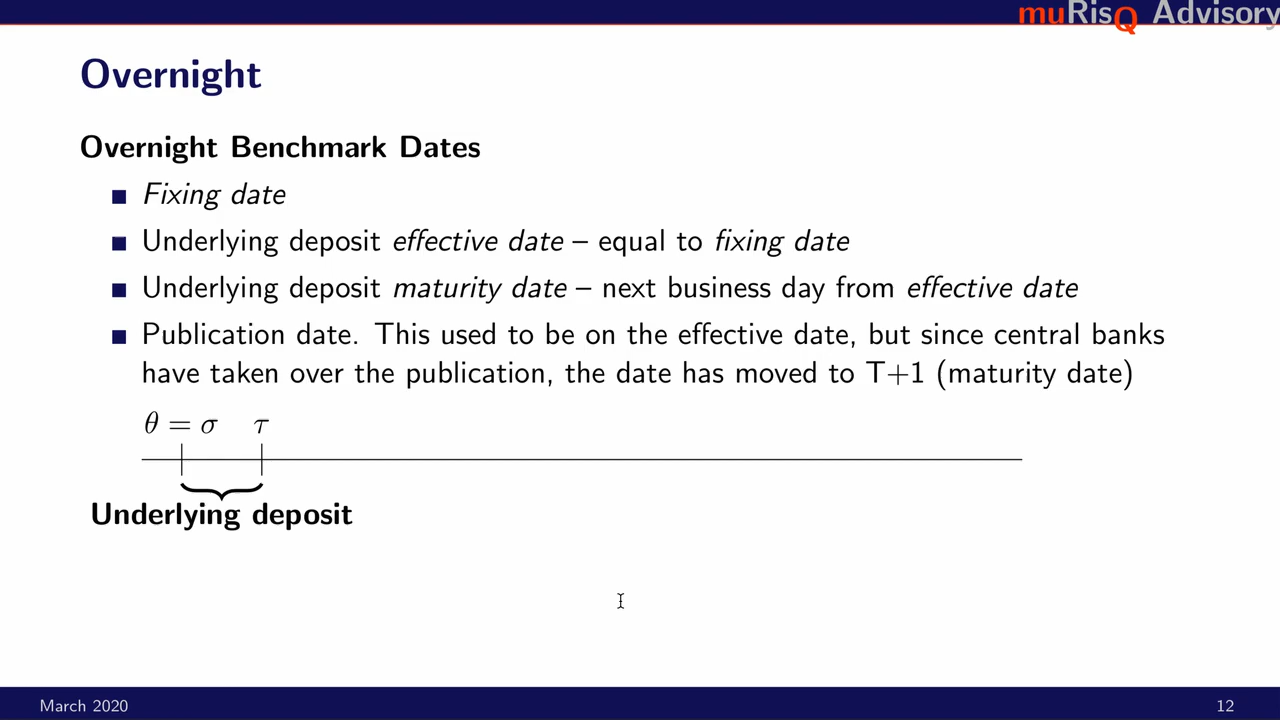 muRisQ Advisory
Overnight
Overnight Benchmark Dates
Fixing date
Underlying deposit effective date – equal to fixing date
Underlying deposit maturity date – next business day from effective date
Publication date. This used to be on the effective date, but since central banks
have taken over the publication, the date has moved to T+1 (maturity date)
θ = σ τ
Underlying deposit
March 2020
12